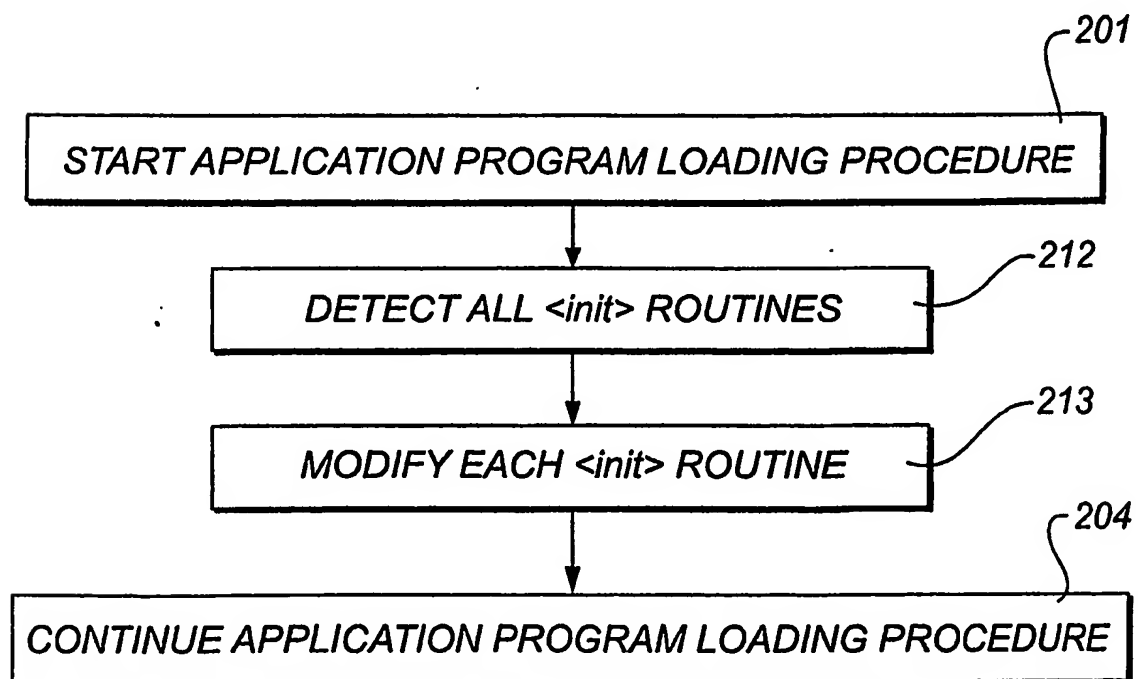 201
START APPLICATION PROGRAM LOADING PROCEDURE
212
DETECT ALL <init> ROUTINES
213
MODIFY EACH <init> ROUTINE
204
CONTINUE APPLICATION PROGRAM LOADING PROCEDURE